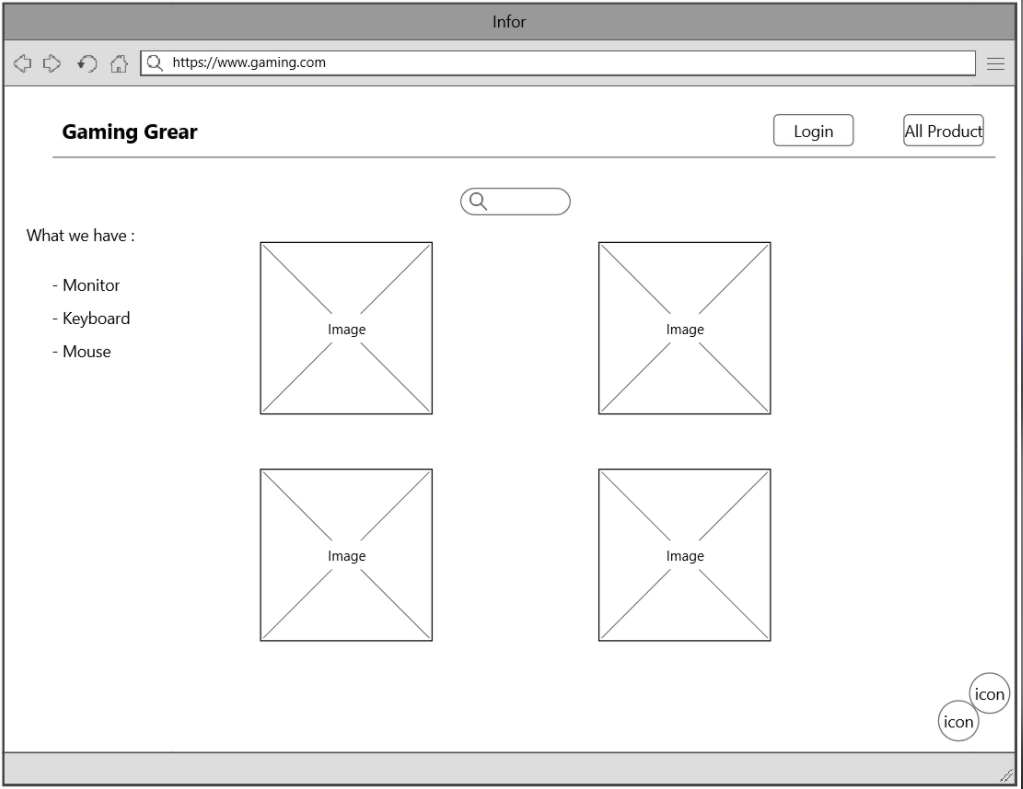 Infor
https://www.gaming.com
Gaming Grear
Login
All Product
What we have :
- Monitor
- Keyboard
- Mouse
Image
Image
Image
Image
icon
icon